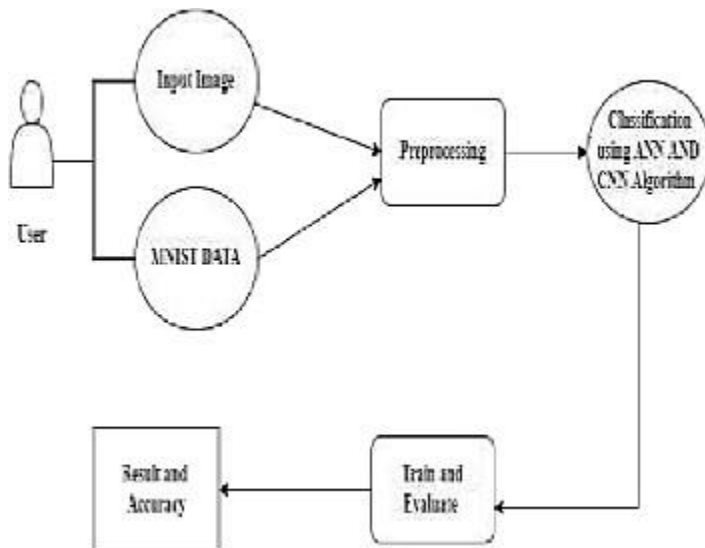 Input Image
User
MNIST DATA
Preprocessing
Classification
using ANN AND
CNN Algorithm
Train and
Evaluate
Result and
Accuracy